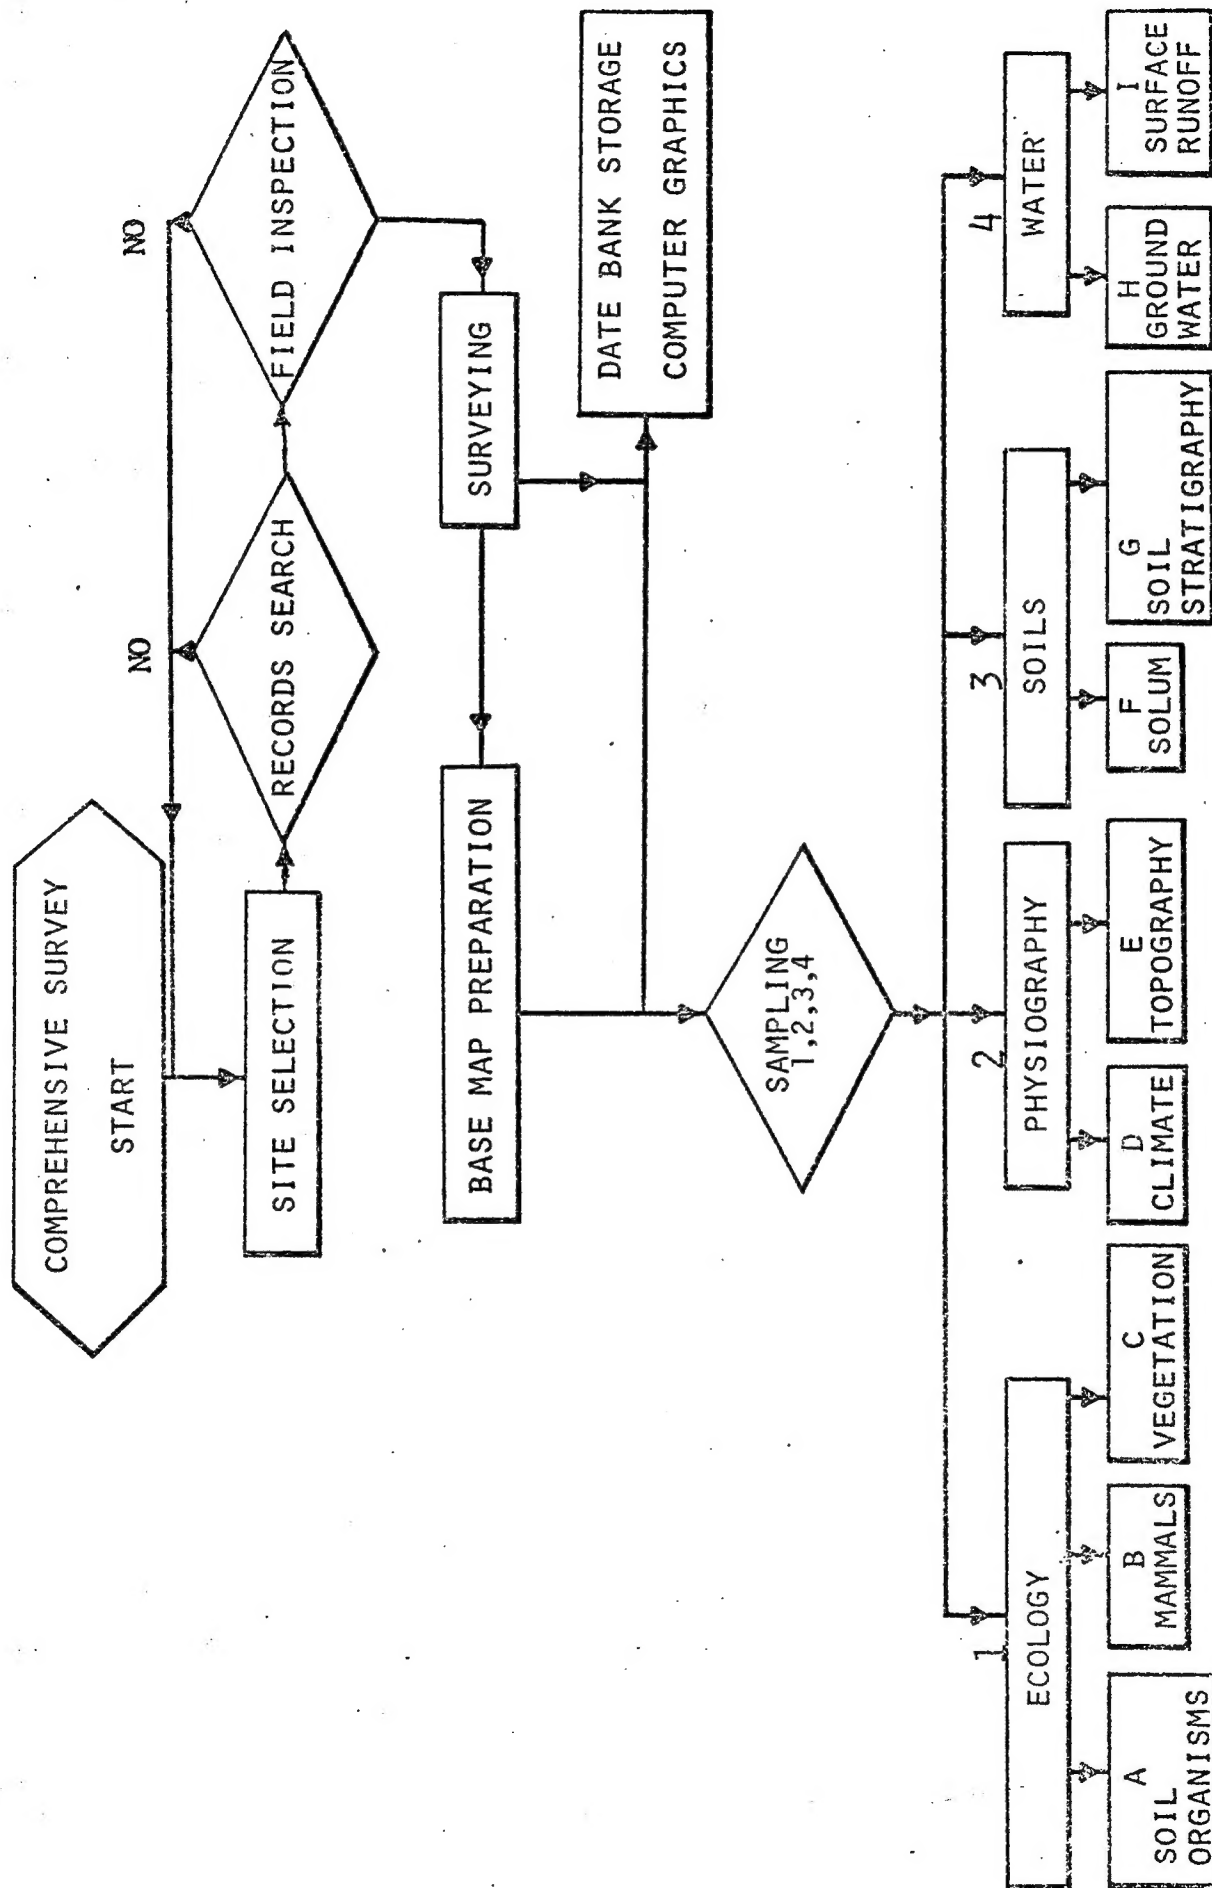 COMPREHENSIVE SURVEY
START
NO
NO
SITE SELECTION
RECORDS SEARCH
FIELD INSPECTION
BASE MAP PREPARATION
SURVEYING
DATE BANK STORAGE
COMPUTER GRAPHICS
SAMPLING
1,2,3,4
1
ECOLOGY
2
PHYSIOGRAPHY
3
SOILS
4
WATER
A
SOIL
ORGANISMS
B
MAMMALS
C
VEGETATION
D
CLIMATE
E
TOPOGRAPHY
F
SOLUM
G
SOIL
STRATIGRAPHY
H
GROUND
WATER
I
SURFACE
RUNOFF